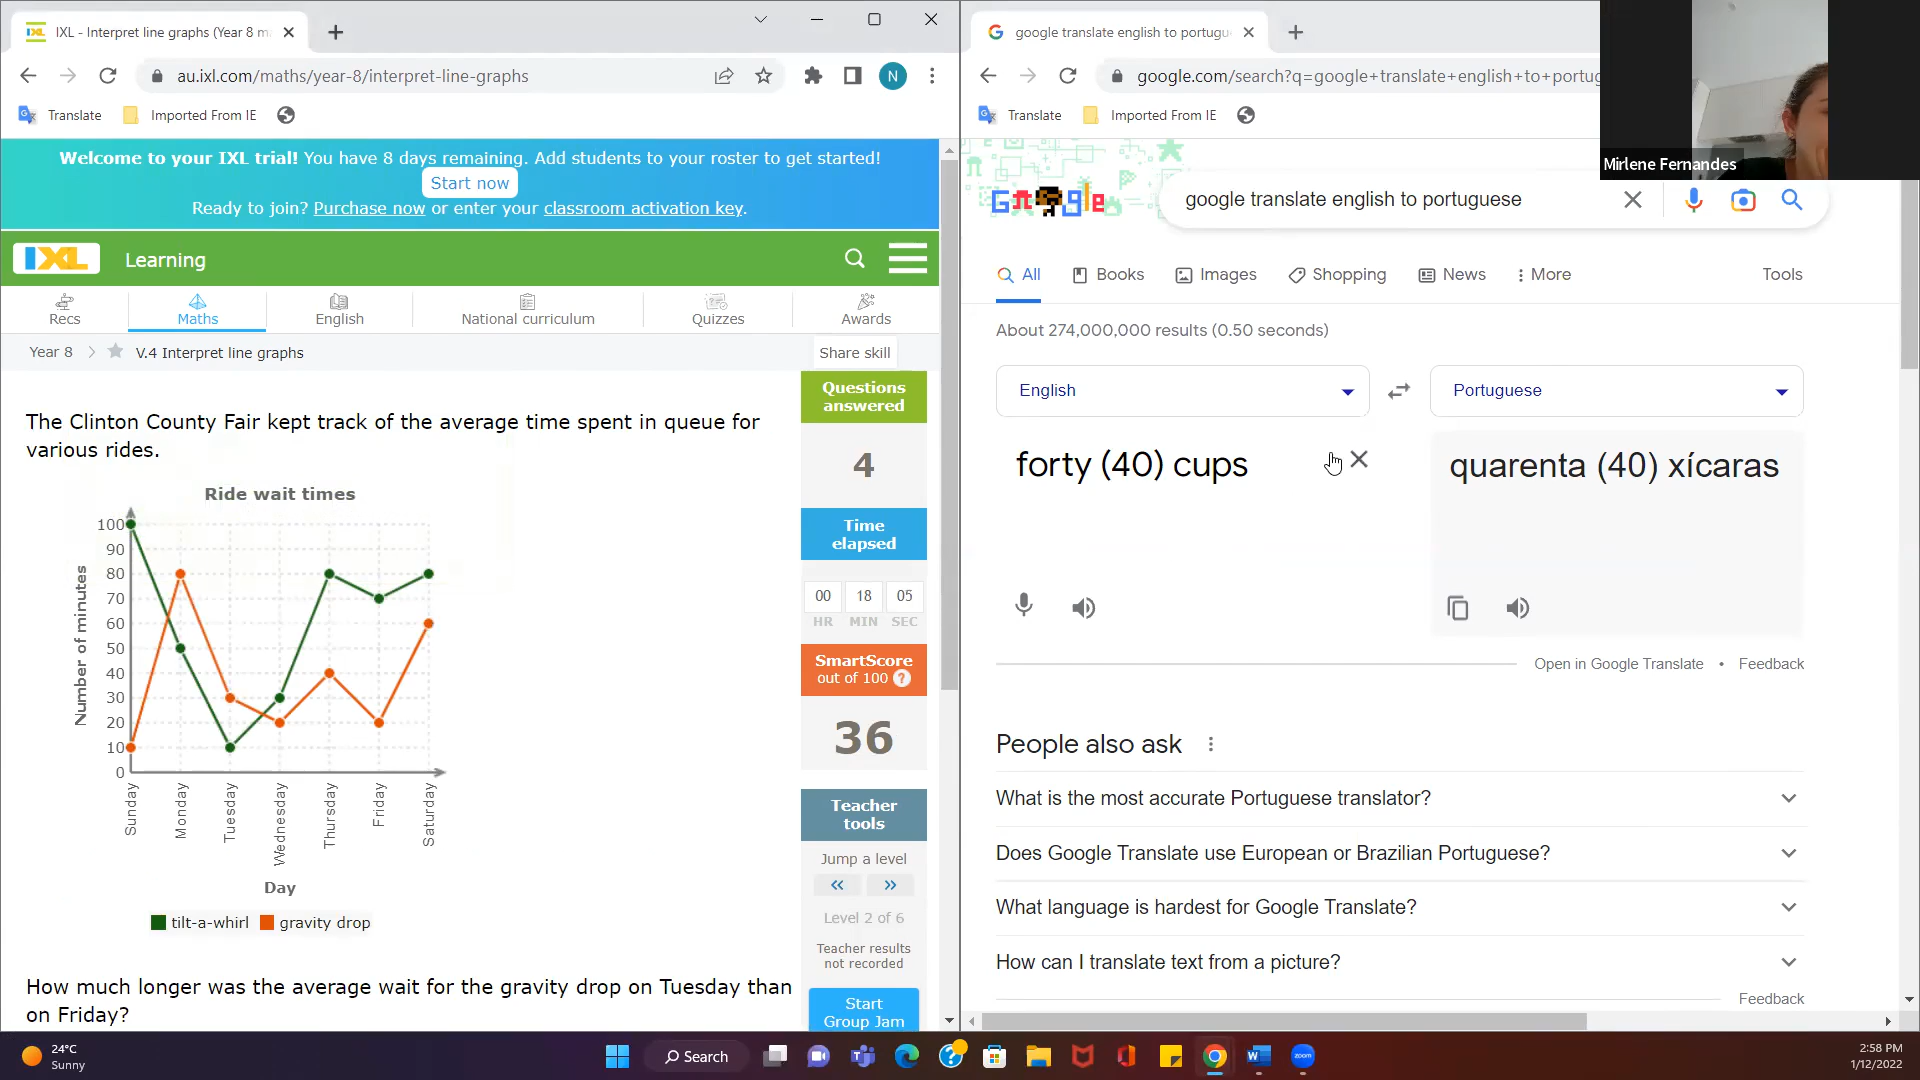 IXL - Interpret line graphs (Year 8 m
au.ixl.com/maths/year-8/interpret-line-graphs
N
Translate
Imported From IE
Welcome to your IXL trial! You have 8 days remaining. Add students to your roster to get started!
Start now
Ready to join? Purchase now or enter your classroom activation key.
IXL
Learning
Recs
Maths
English
National curriculum
Quizzes
Awards
Year 8
V.4 Interpret line graphs
Share skill
The Clinton County Fair kept track of the average time spent in queue for
various rides.
Ride wait times
Number of minutes
100
90
80
70
60
50
40
30
20
10
0
Sunday
Monday
Tuesday
Wednesday
Thursday
Friday
Saturday
Day
tilt-a-whirl
gravity drop
How much longer was the average wait for the gravity drop on Tuesday than
on Friday?
Questions
answered
4
Time
elapsed
00 18 05
HR MIN SEC
SmartScore
out of 100 ?
36
Teacher
tools
Jump a level
Level 2 of 6
Teacher results
not recorded
Start
Group Jam
google translate english to portugu
google.com/search?q=google+translate+english+to+portug
Translate
Imported From IE
Mirlene Fernandes
Google
google translate english to portuguese
All
Books
Images
Shopping
News
More
Tools
About 274,000,000 results (0.50 seconds)
English
Portuguese
forty (40) cups
quarenta (40) xícaras
Open in Google Translate • Feedback
People also ask
What is the most accurate Portuguese translator?
Does Google Translate use European or Brazilian Portuguese?
What language is hardest for Google Translate?
How can I translate text from a picture?
Feedback
24°C
Sunny
Search
zoom
2:58 PM
1/12/2022